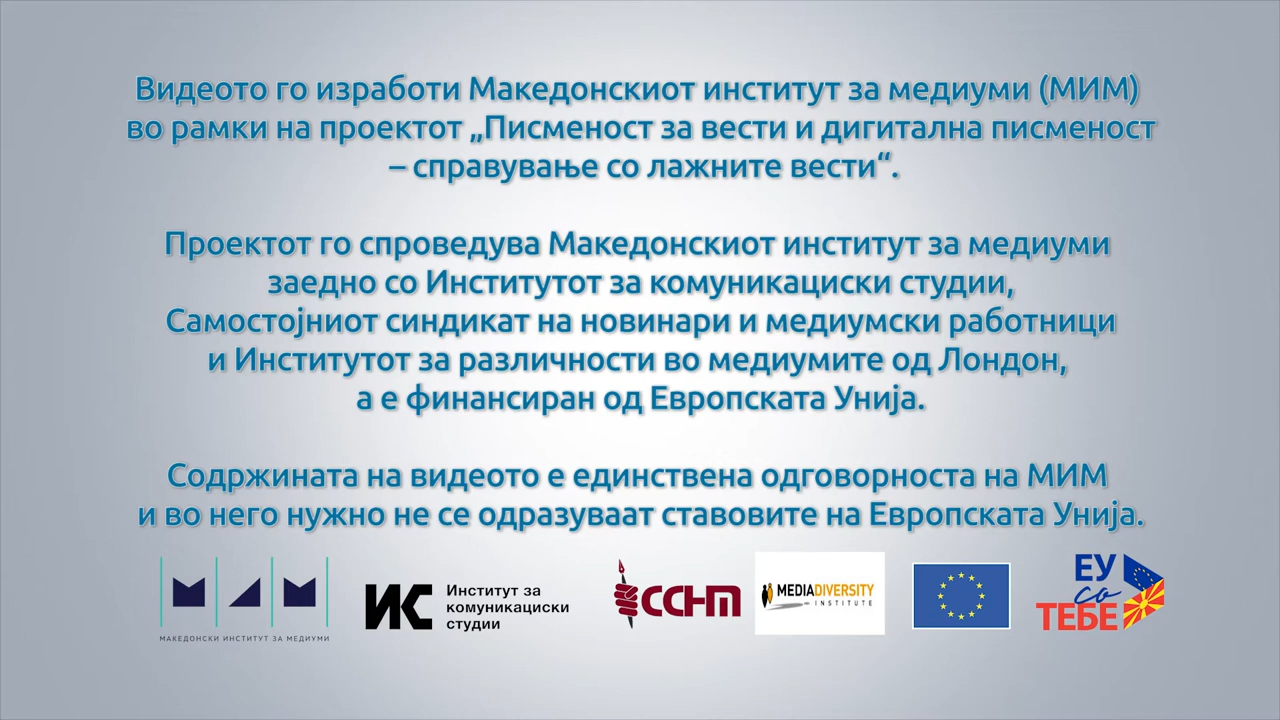 Видеото го изработи Македонскиот институт за медиуми (МИМ)
во рамки на проектот „Писменост за вести и дигитална писменост
– справување со лажните вести“.
Проектот го спроведува Македонскиот институт за медиуми
заедно со Институтот за комуникациски студии,
Самостојниот синдикат на новинари и медиумски работници
и Институтот за различности во медиумите од Лондон,
а е финансиран од Европската Унија.
Содржината на видеото е единствена одговорноста на МИМ
и во него нужно не се одразуваат ставовите на Европската Унија.
МИМ
МАКЕДОНСКИ ИНСТИТУТ ЗА МЕДИУМИ
ИС
Институт за
комуникациски
студии
ССНМ
MEDIADIVERSITY
INSTITUTE
ЕУ
со
ТЕБЕ